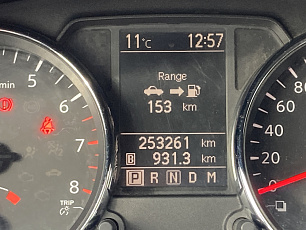 11°C 12:57
Range
153 km
253261 km
B 931.3 km
P R N D M
min 5 6 7 8
TRIP
80 60 40 20 0